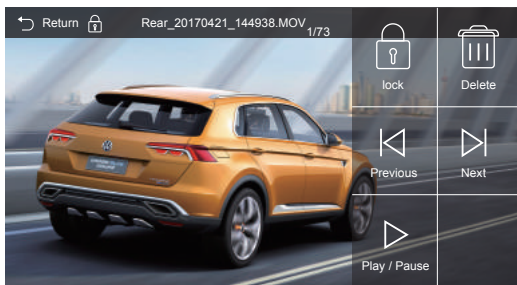 Return
Rear_20170421_144938.MOV
1/73
lock
Delete
Previous
Next
Play / Pause